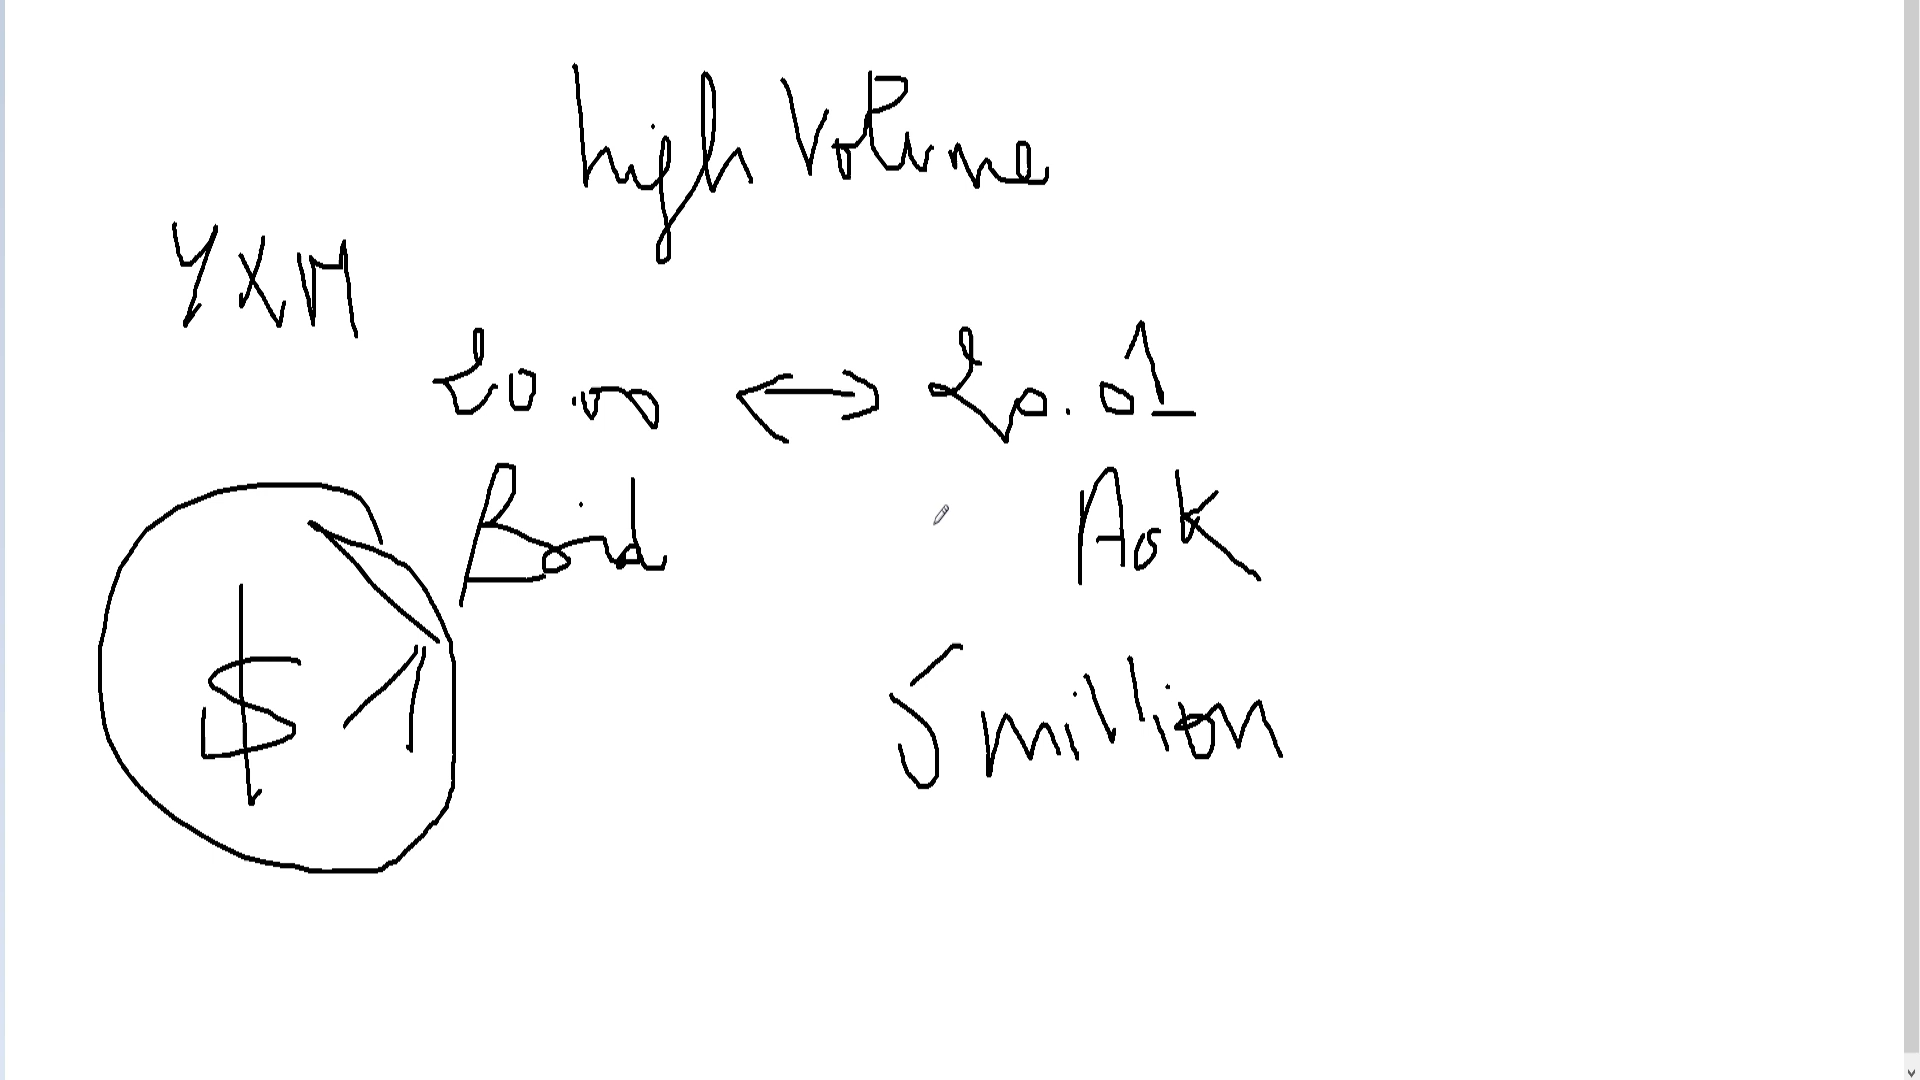 high Volume
YXM
20.00 ↔ 20.01
Bid Ask
$1
5 million